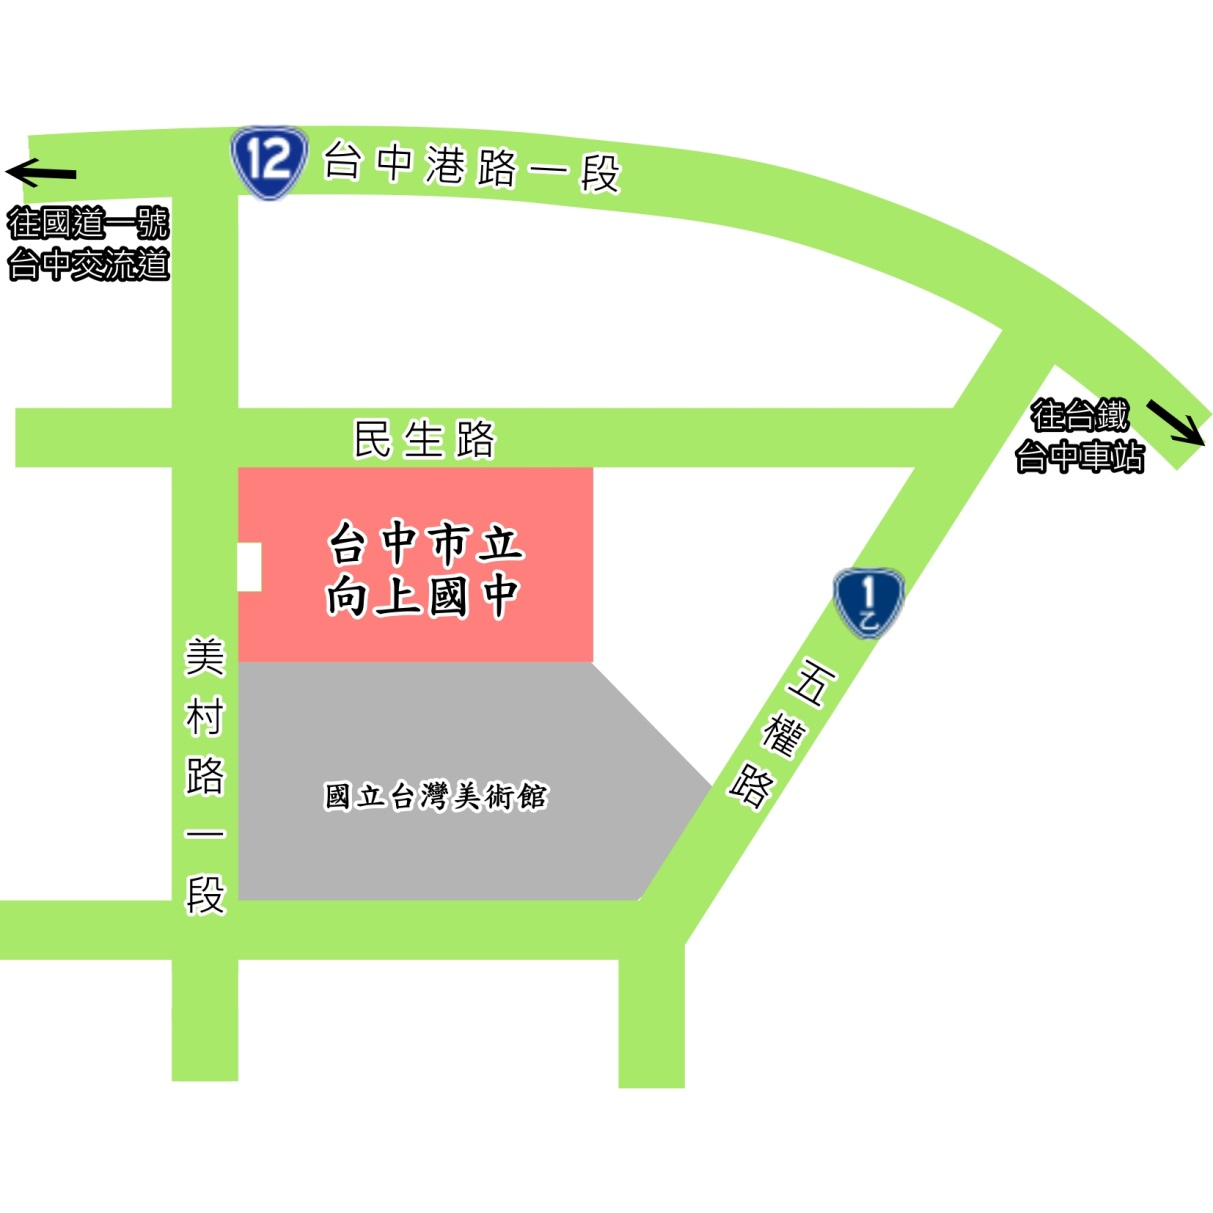 12
台中港路一段
往國道一號
台中交流道
民生路
往台鐵
台中車站
台中市立
向上國中
1
乙
五權路
美村路一段
國立台灣美術館